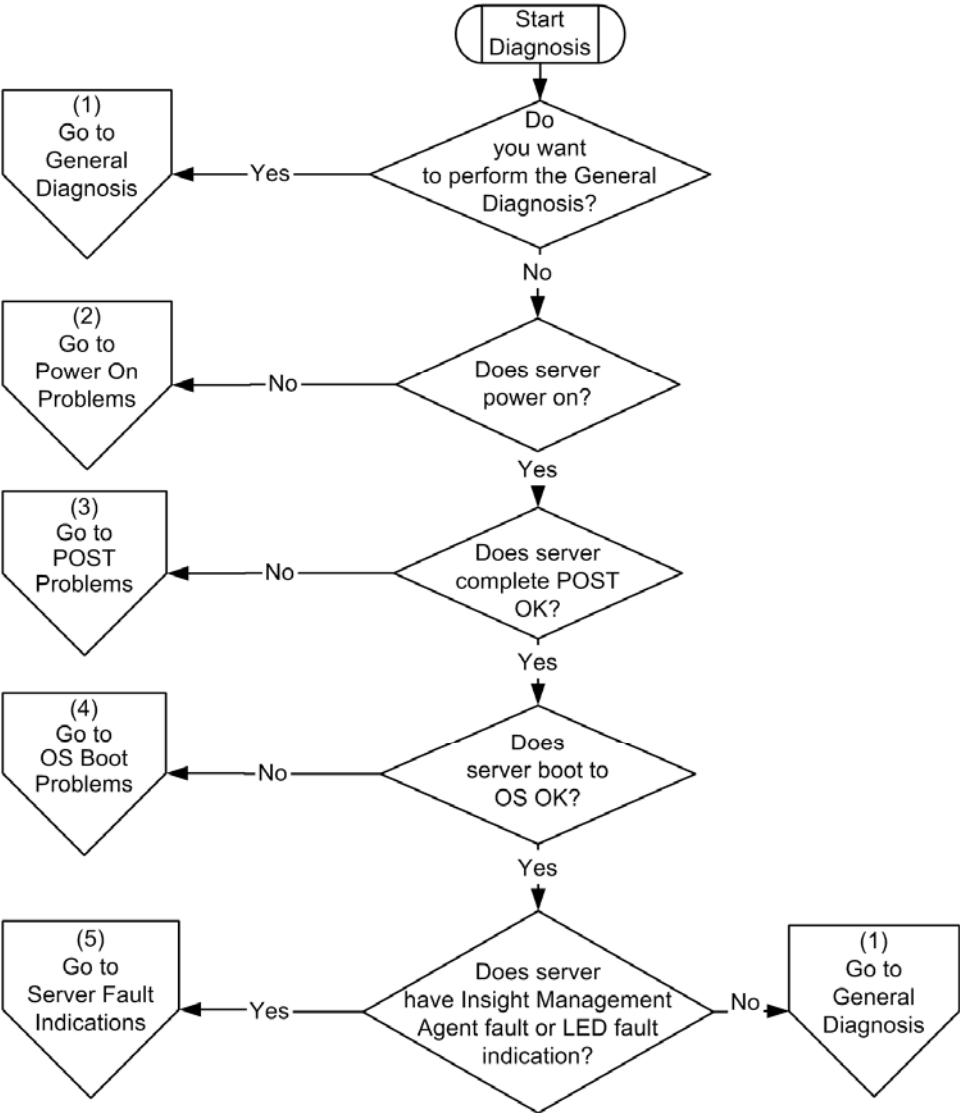 Start
Diagnosis
Do
you want
to perform the General
Diagnosis?
Yes
(1)
Go to
General
Diagnosis
No
Does server
power on?
No
(2)
Go to
Power On
Problems
Yes
Does server
complete POST
OK?
No
(3)
Go to
POST
Problems
Yes
Does
server boot to
OS OK?
No
(4)
Go to
OS Boot
Problems
Yes
Does server
have Insight Management
Agent fault or LED fault
indication?
Yes
(5)
Go to
Server Fault
Indications
No
(1)
Go to
General
Diagnosis